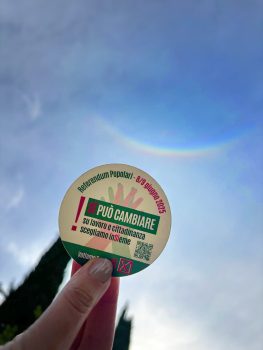 Referendum Popolari - 8/9 giugno 2025
PUÒ CAMBIARE
su lavoro e cittadinanza
scegliamo insieme